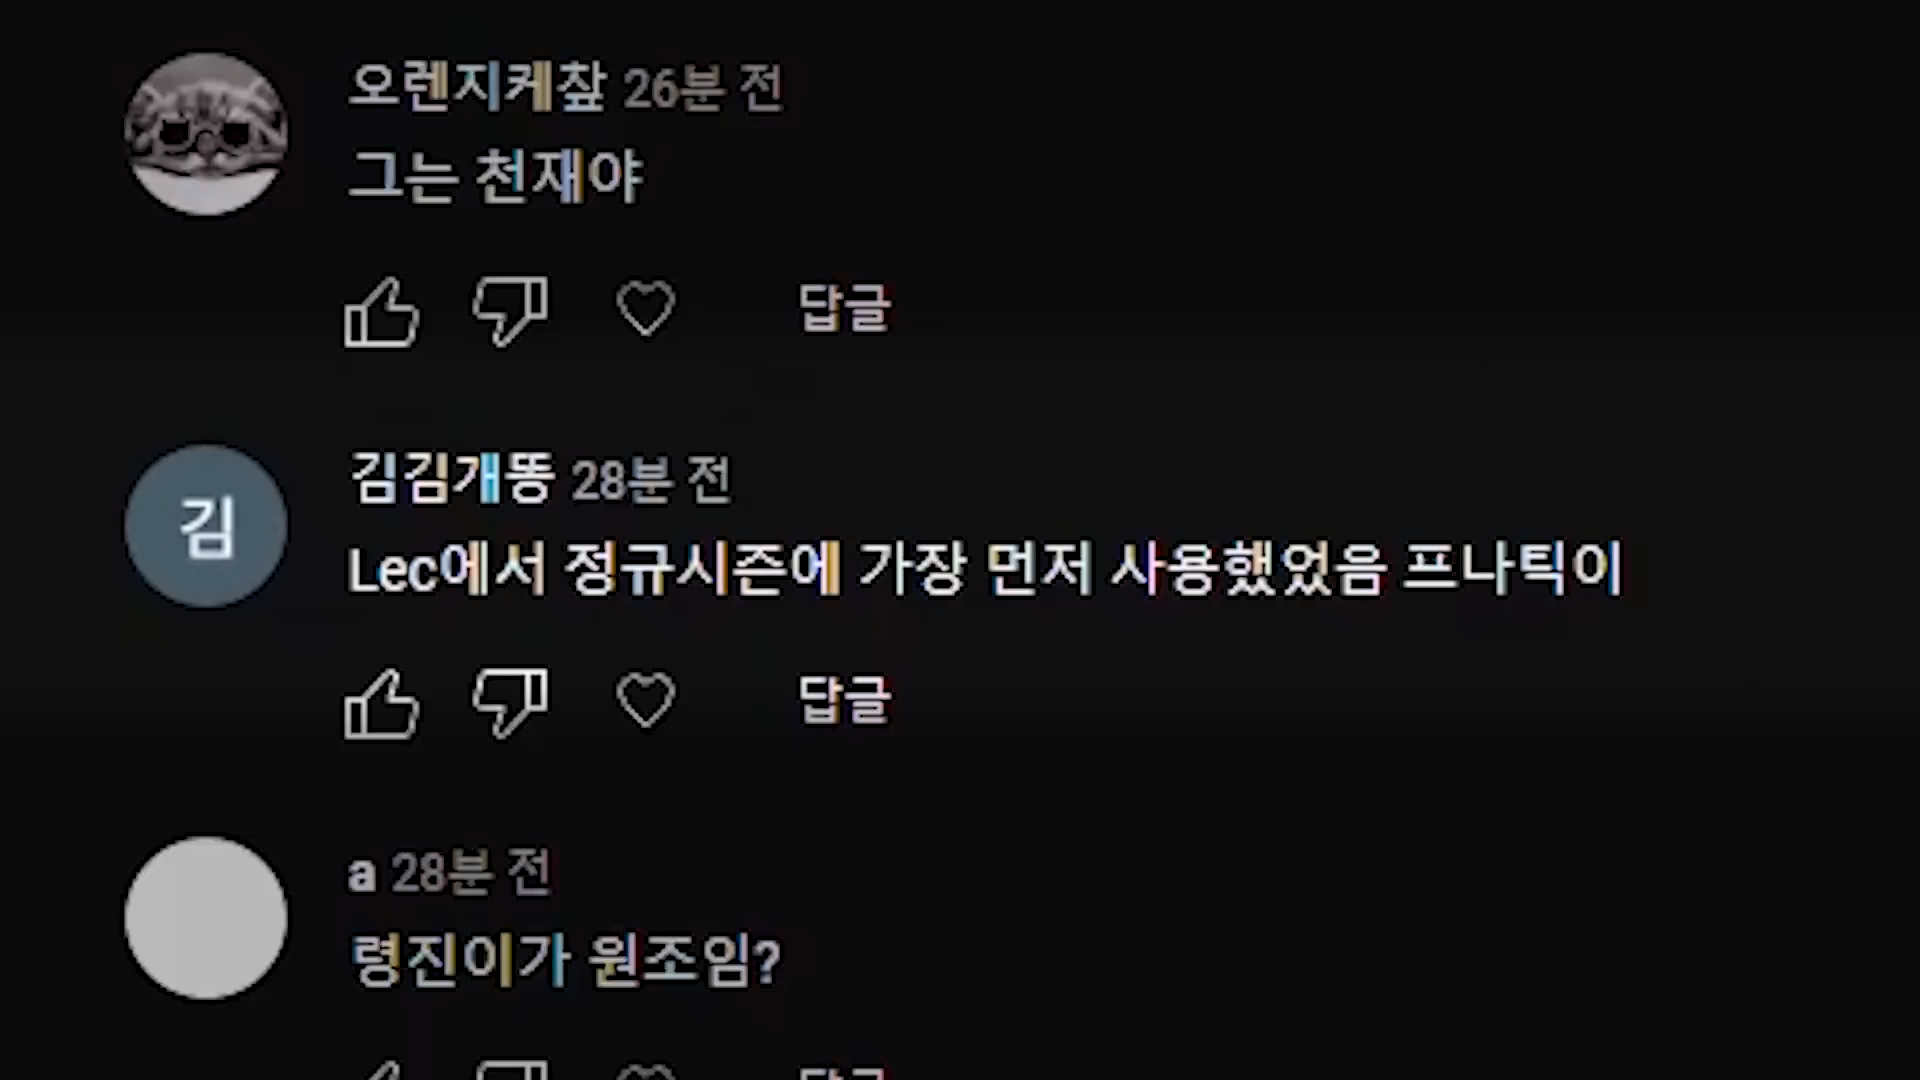 오렌지케찹 26분 전
그는 천재야
답글
김
김김개똥 28분 전
Lec에서 정규시즌에 가장 먼저 사용했었음 프나틱이
답글
a 28분 전
령진이가 원조임?
답글